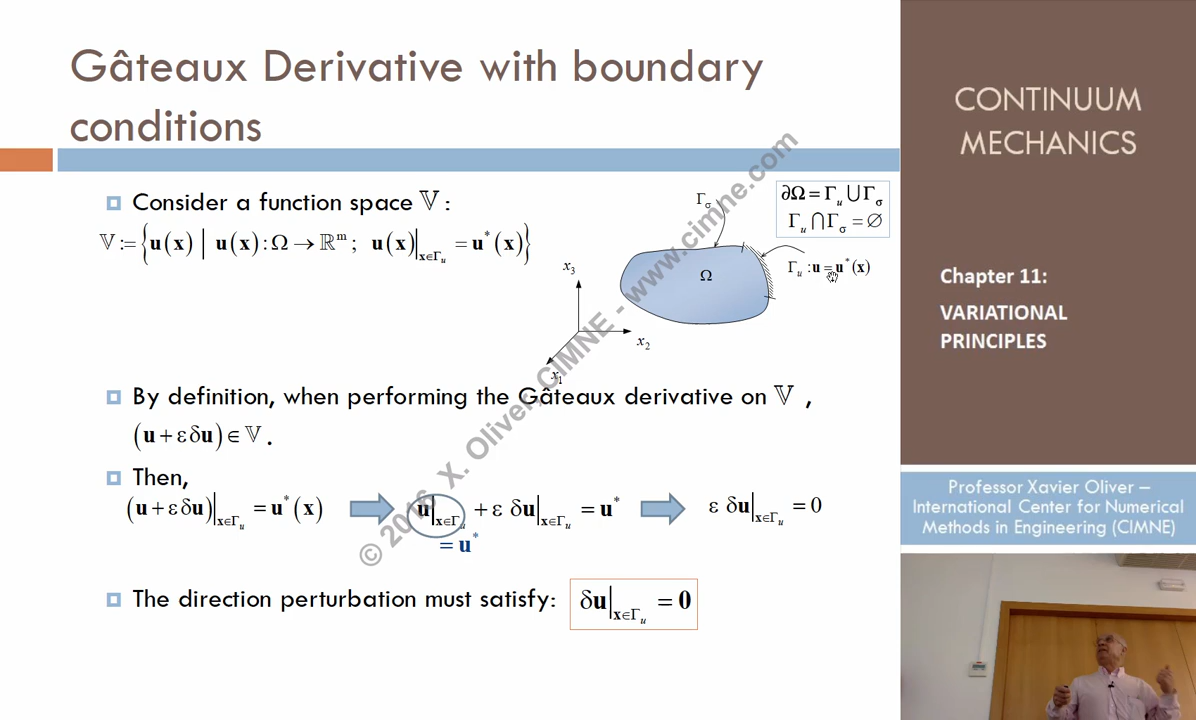 Gâteaux Derivative with boundary
conditions
Consider a function space 𝕍 :
𝕍 := {u(x) | u(x) : Ω → ℝᵐ ; u(x)|ₓ∈Γᵤ = u*(x)}
∂Ω = Γᵤ ⋃ Γσ
Γᵤ ⋂ Γσ = ∅
Γσ
Γᵤ : u = u*(x)
Ω
x₃
x₂
x₁
By definition, when performing the Gâteaux derivative on 𝕍 ,
(u + εδu) ∈ 𝕍 .
Then,
(u + εδu)|ₓ∈Γᵤ = u*(x)
u|ₓ∈Γᵤ + ε δu|ₓ∈Γᵤ = u*
= u*
ε δu|ₓ∈Γᵤ = 0
The direction perturbation must satisfy: δu|ₓ∈Γᵤ = 0
© 2016 X. Oliver, CIMNE - www.cimne.com
CONTINUUM
MECHANICS
Chapter 11:
VARIATIONAL
PRINCIPLES
Professor Xavier Oliver –
International Center for Numerical
Methods in Engineering (CIMNE)